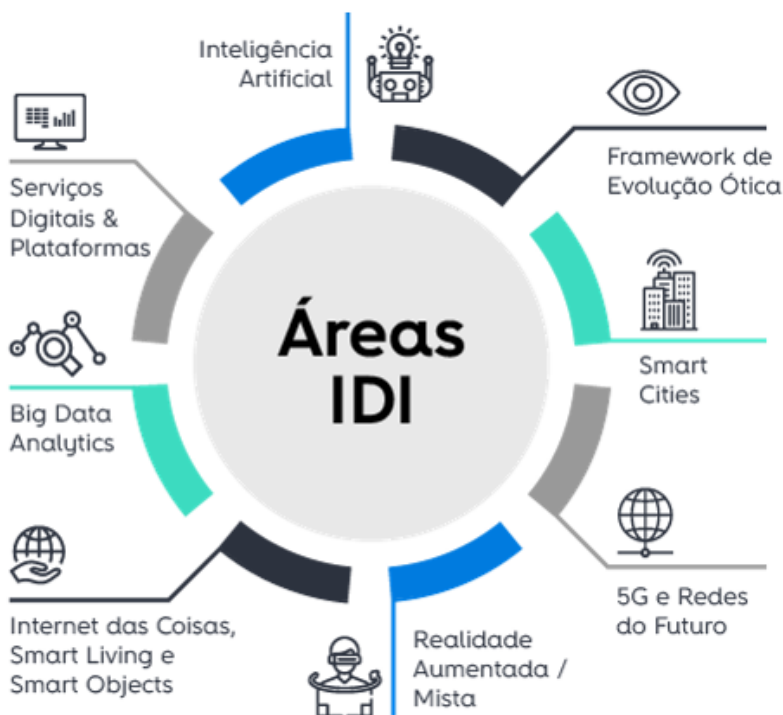 Inteligência
Artificial
Framework de
Evolução Ótica
Serviços
Digitais &
Plataformas
Áreas
IDI
Smart
Cities
Big Data
Analytics
5G e Redes
do Futuro
Internet das Coisas,
Smart Living e
Smart Objects
Realidade
Aumentada /
Mista